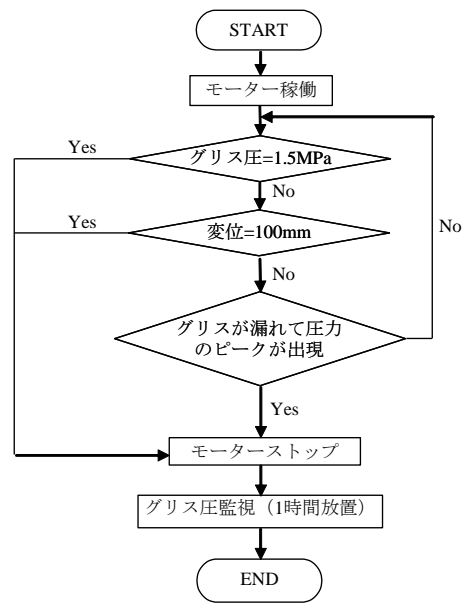 START
モーター稼働
Yes
グリス圧=1.5MPa
No
Yes
変位=100mm
No
No
グリスが漏れて圧力
のピークが出現
Yes
モーターストップ
グリス圧監視（1時間放置）
END